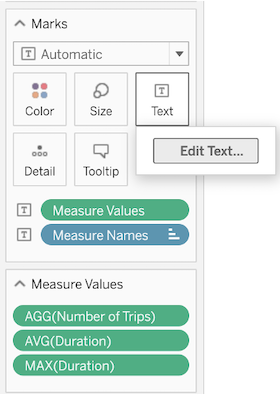 Marks
Automatic
Color Size Text
Edit Text...
Detail Tooltip
Measure Values
Measure Names
Measure Values
AGG(Number of Trips)
AVG(Duration)
MAX(Duration)